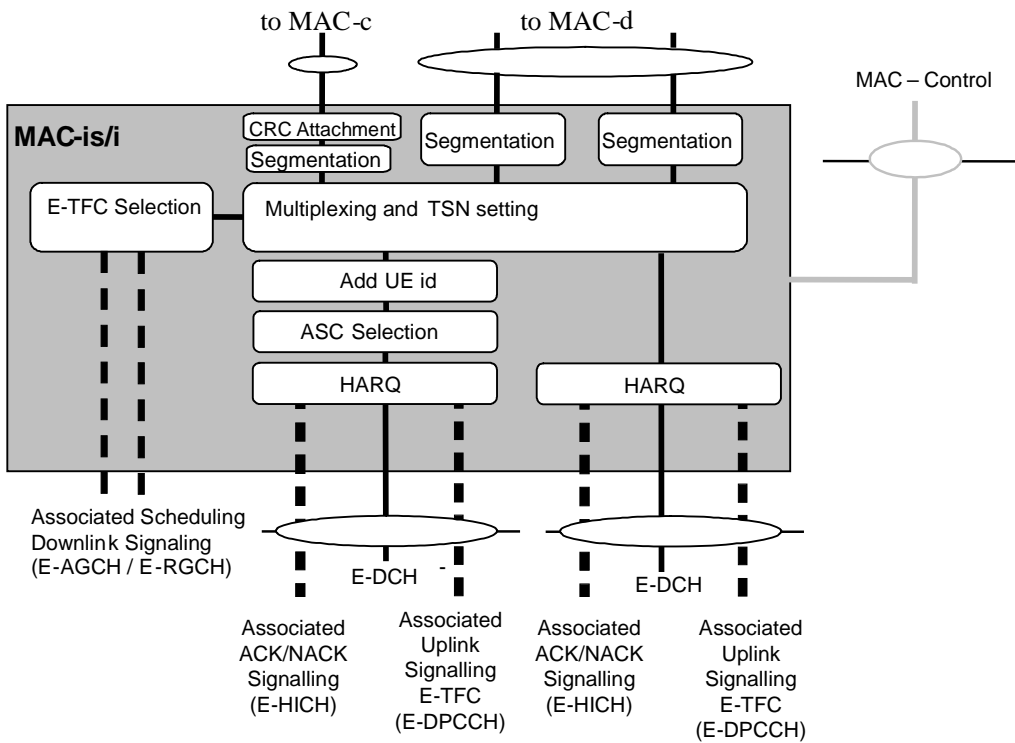 to MAC-c
to MAC-d
MAC – Control
MAC-is/i
CRC Attachment
Segmentation
Segmentation
Segmentation
E-TFC Selection
Multiplexing and TSN setting
Add UE id
ASC Selection
HARQ
HARQ
Associated Scheduling
Downlink Signaling
(E-AGCH / E-RGCH)
E-DCH -
E-DCH
Associated
ACK/NACK
Signalling
(E-HICH)
Associated
Uplink
Signalling
E-TFC
(E-DPCCH)
Associated
ACK/NACK
Signalling
(E-HICH)
Associated
Uplink
Signalling
E-TFC
(E-DPCCH)